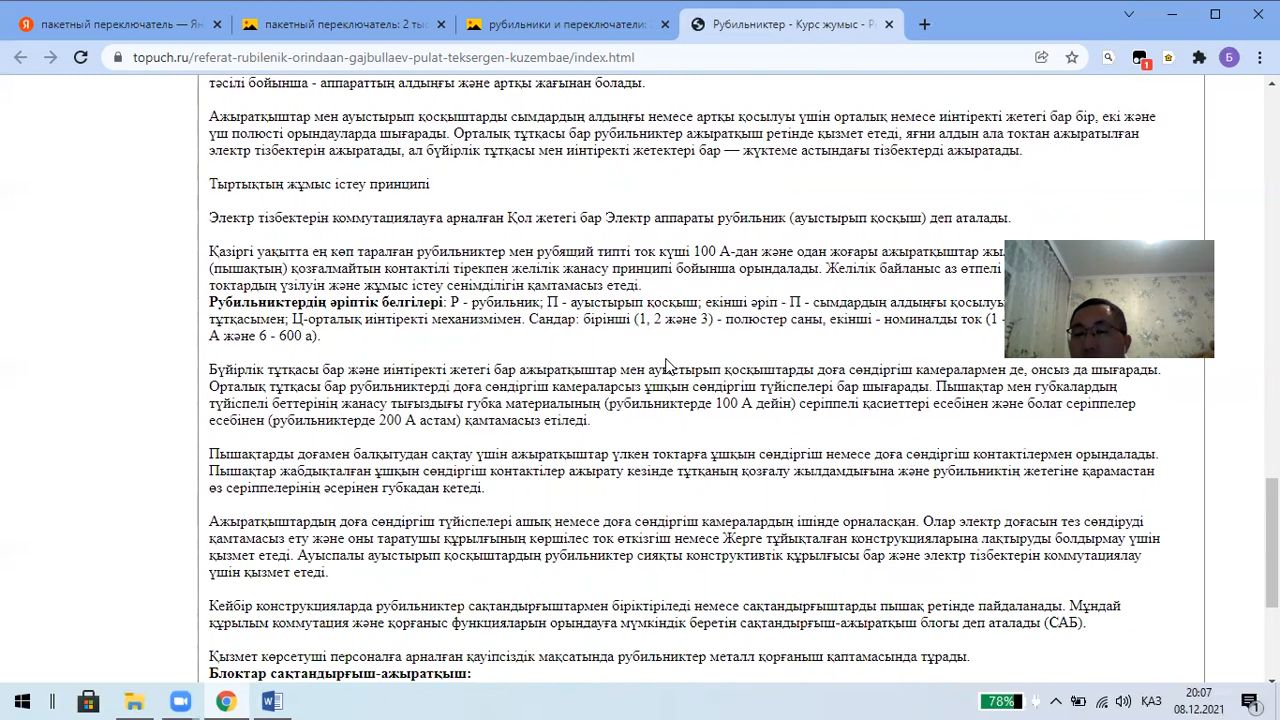 пакетный переключатель — Ян
пакетный переключатель: 2 тыс
рубильники и переключатели:
Рубильниктер - Курс жумыс - Р
topuch.ru/referat-rubilenik-orindaan-gajbullaev-pulat-teksergen-kuzembae/index.html
1
Б
тәсілі бойынша - аппараттың алдыңғы және артқы жағынан болады.
Ажыратқыштар мен ауыстырып қосқыштарды сымдардың алдыңғы немесе артқы қосылуы үшін орталық немесе иінтіректі жетегі бар бір, екі және
үш полюсті орындауларда шығарады. Орталық тұтқасы бар рубильниктер ажыратқыш ретінде қызмет етеді, яғни алдын ала токтан ажыратылған
электр тізбектерін ажыратады, ал бүйірлік тұтқасы мен иінтіректі жетектері бар — жүктеме астындағы тізбектерді ажыратады.
Тыртықтың жұмыс істеу принципі
Электр тізбектерін коммутациялауға арналған Қол жетегі бар Электр аппараты рубильник (ауыстырып қосқыш) деп аталады.
Қазіргі уақытта ең көп таралған рубильниктер мен рубящий типті ток күші 100 А-дан және одан жоғары ажыратқыштар жы
(пышақтың) қозғалмайтын контактілі тірекпен желілік жанасу принципі бойынша орындалады. Желілік байланыс аз өтпелі
токтардың үзілуін және жұмыс істеу сенімділігін қамтамасыз етеді.
Рубильниктердің әріптік белгілері: Р - рубильник; П - ауыстырып қосқыш; екінші әріп - П - сымдардың алдыңғы қосылуы
тұтқасымен; Ц-орталық иінтіректі механизмімен. Сандар: бірінші (1, 2 және 3) - полюстер саны, екінші - номиналды ток (1 -
А және 6 - 600 а).
Бүйірлік тұтқасы бар және иінтіректі жетегі бар ажыратқыштар мен ауыстырып қосқыштарды доға сөндіргіш камералармен де, онсыз да шығарады.
Орталық тұтқасы бар рубильниктерді доға сөндіргіш камераларсыз ұшқын сөндіргіш түйіспелері бар шығарады. Пышақтар мен губкалардың
түйіспелі беттерінің жанасу тығыздығы губка материалының (рубильниктерде 100 А дейін) серіппелі қасиеттері есебінен және болат серіппелер
есебінен (рубильниктерде 200 А астам) қамтамасыз етіледі.
Пышақтарды доғамен балқытудан сақтау үшін ажыратқыштар үлкен токтарға ұшқын сөндіргіш немесе доға сөндіргіш контактілермен орындалады.
Пышақтар жабдықталған ұшқын сөндіргіш контактілер ажырату кезінде тұтқаның қозғалу жылдамдығына және рубильниктің жетегіне қарамастан
өз серіппелерінің әсерінен губкадан кетеді.
Ажыратқыштардың доға сөндіргіш түйіспелері ашық немесе доға сөндіргіш камералардың ішінде орналасқан. Олар электр доғасын тез сөндіруді
қамтамасыз ету және оны таратушы құрылғының көршілес ток өткізгіш немесе Жерге тұйықталған конструкцияларына лақтыруды болдырмау үшін
қызмет етеді. Ауыспалы ауыстырып қосқыштардың рубильниктер сияқты конструктивтік құрылғысы бар және электр тізбектерін коммутациялау
үшін қызмет етеді.
Кейбір конструкцияларда рубильниктер сақтандырғыштармен біріктіріледі немесе сақтандырғыштарды пышақ ретінде пайдаланады. Мұндай
құрылым коммутация және қорғаныс функцияларын орындауға мүмкіндік беретін сақтандырғыш-ажыратқыш блогы деп аталады (САБ).
Қызмет көрсетуші персоналға арналған қауіпсіздік мақсатында рубильниктер металл қорғаныш қаптамасында тұрады.
Блоктар сақтандырғыш-ажыратқыш:
78%
ҚАЗ
20:07
08.12.2021
1